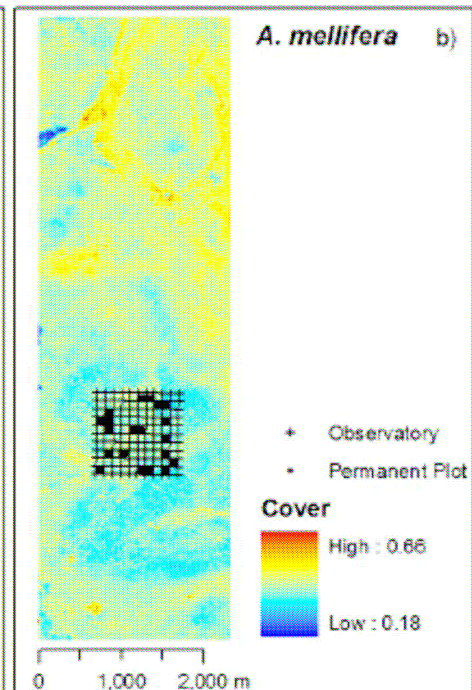 A. mellifera b)
Observatory
Permanent Plot
Cover
High : 0.66
Low : 0.18
0 1,000 2,000 m